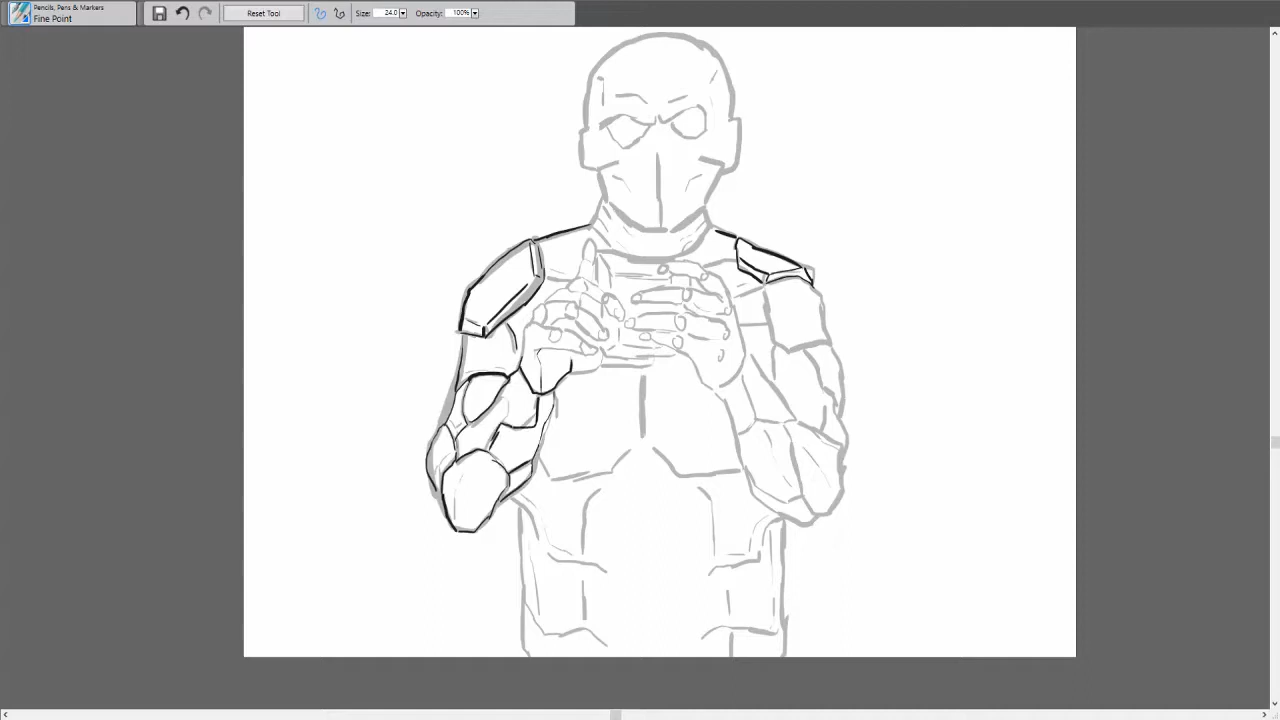 Pencils, Pens & Markers
Fine Point
Reset Tool
Size: 24.0
Opacity: 100%